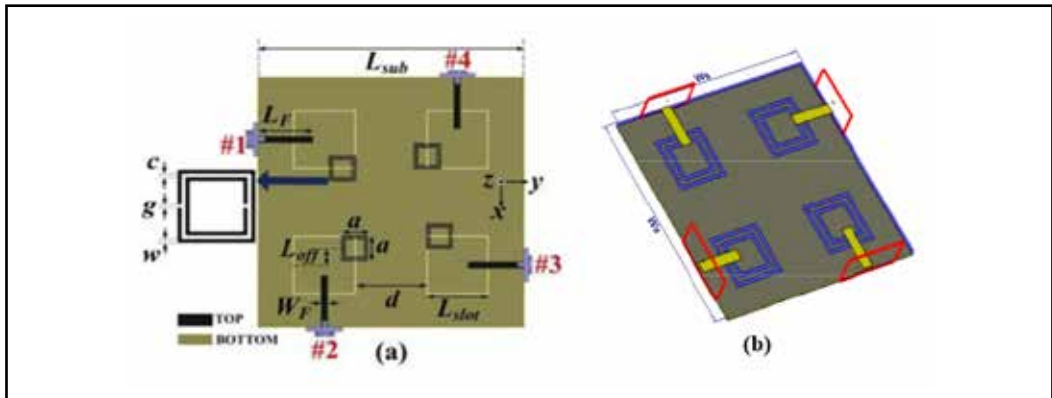 L_sub
#4
L_F
#1
c
g
w
z
y
x
a
a
L_off
#3
d
W_F
L_slot
TOP
BOTTOM
#2
(a)
(b)